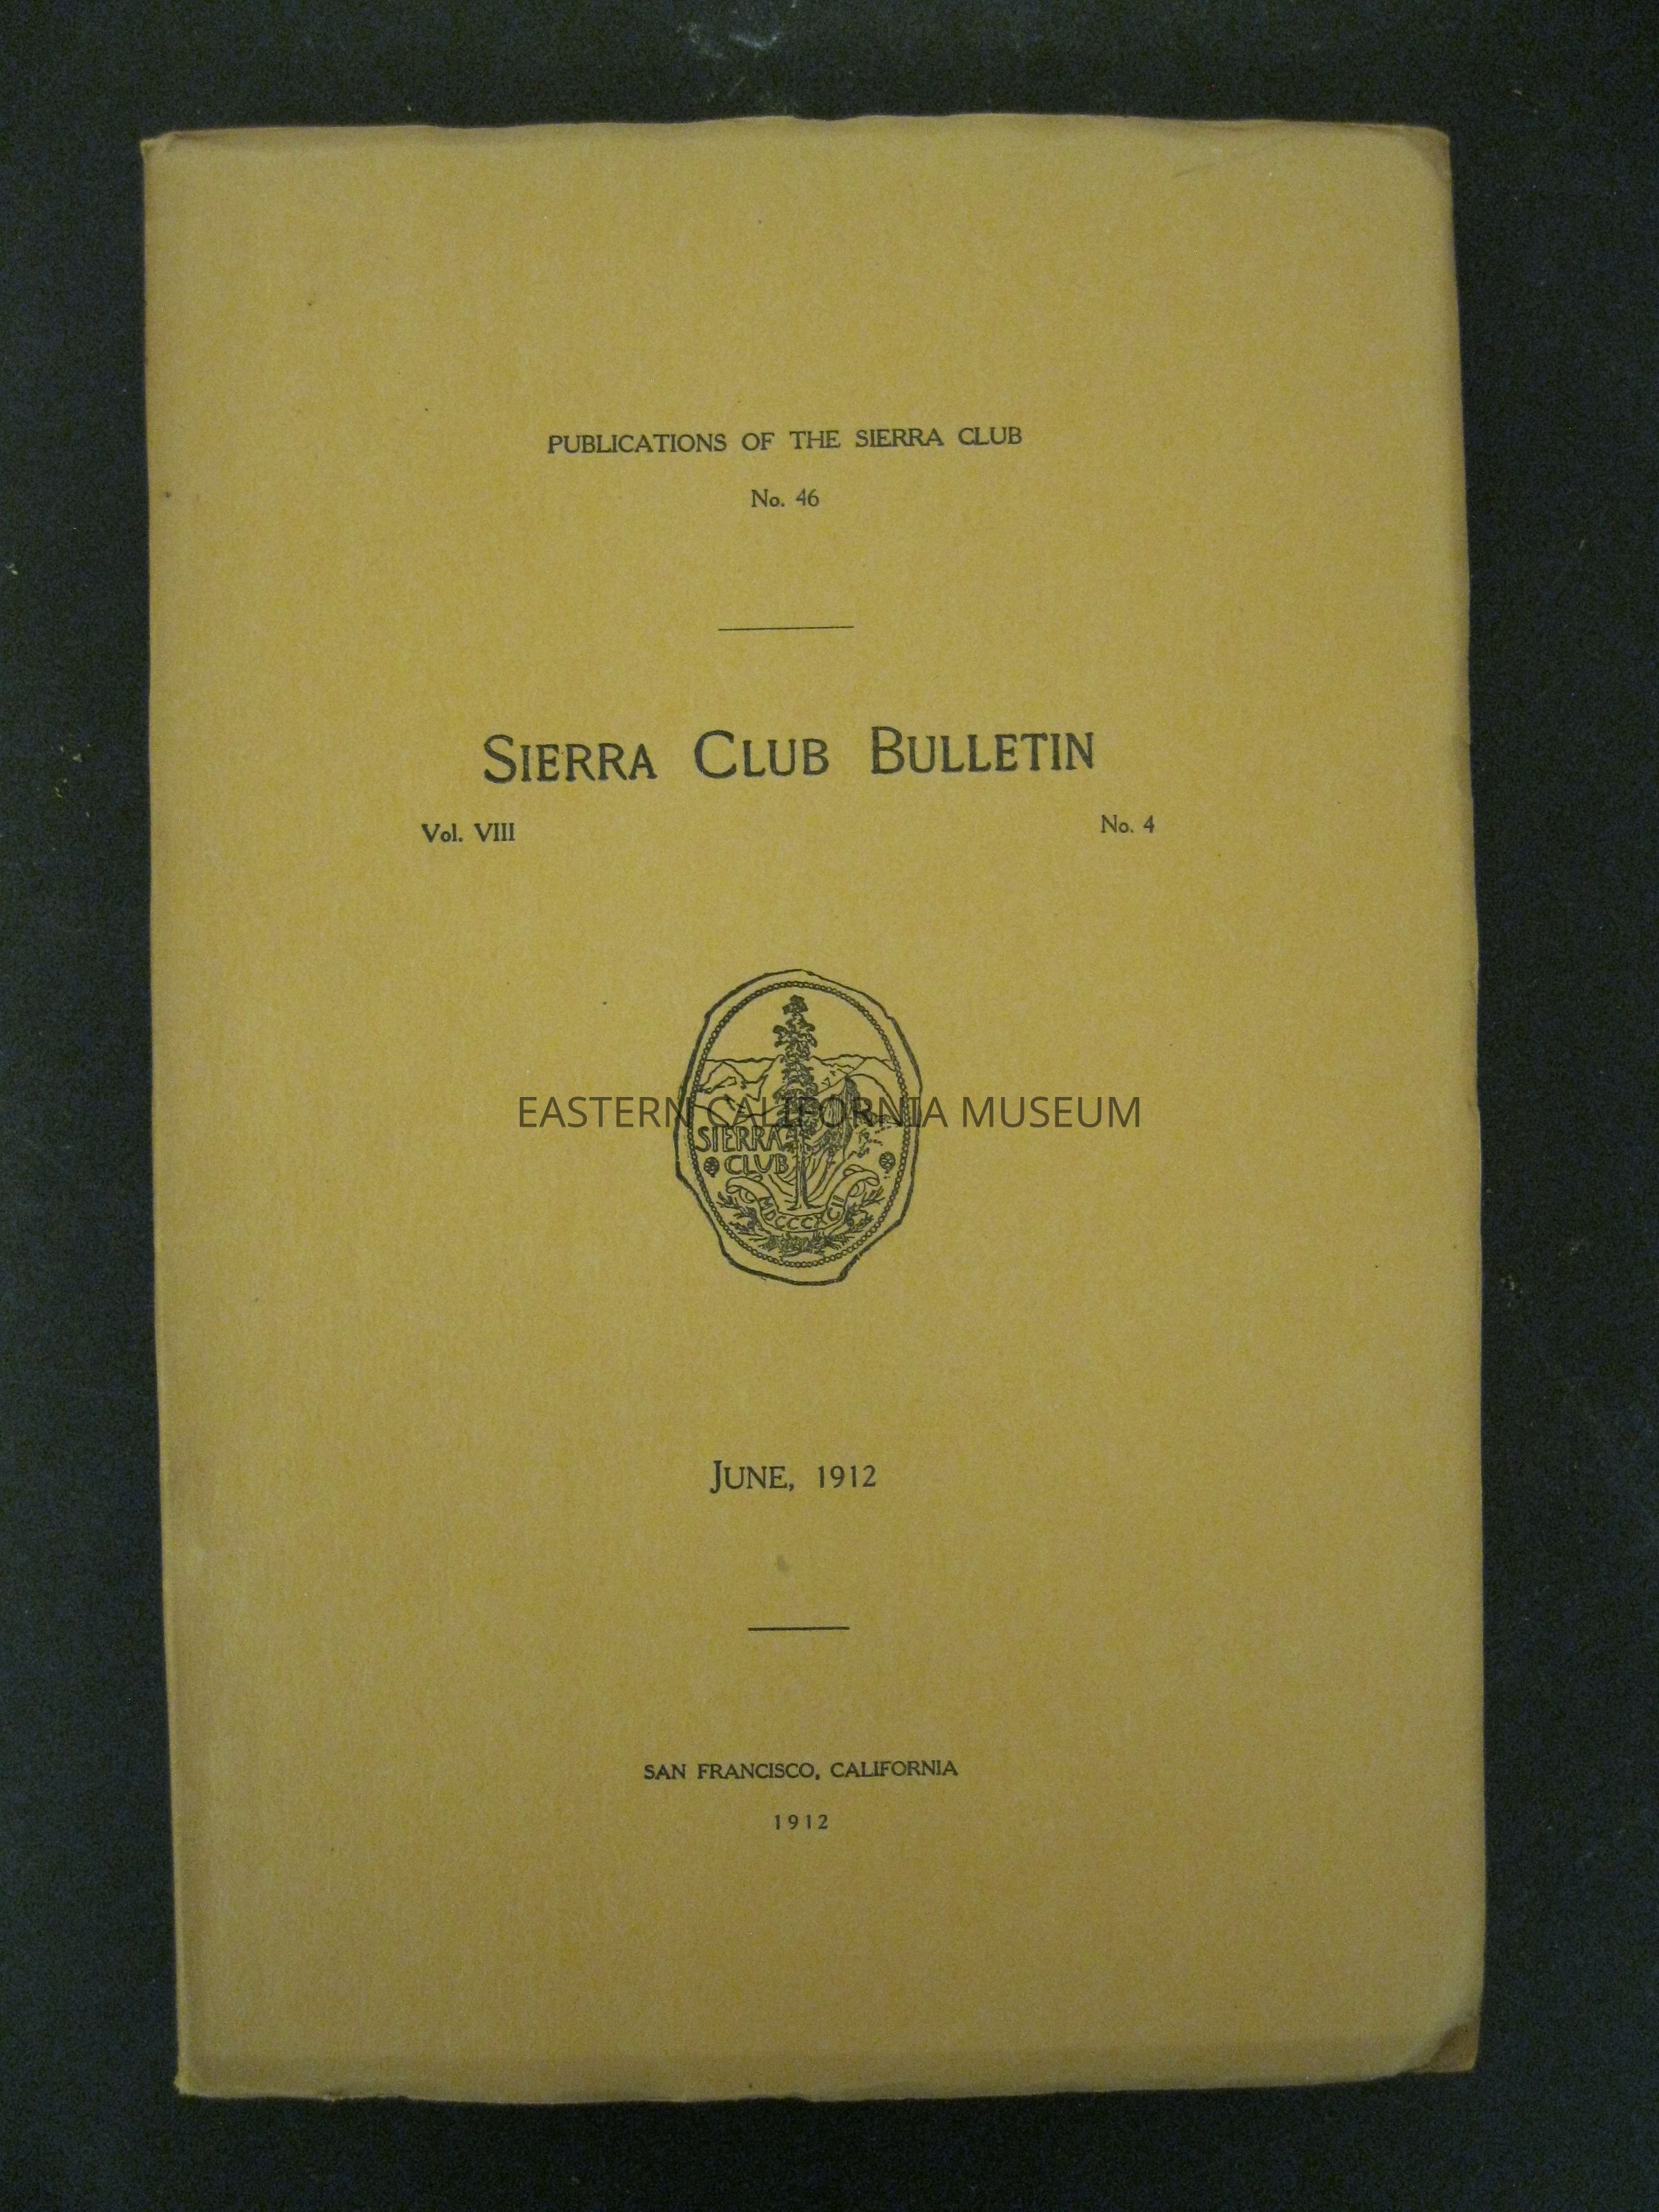 PUBLICATIONS OF THE SIERRA CLUB
No. 46
SIERRA CLUB BULLETIN
Vol. VIII No. 4
EASTERN CALIFORNIA MUSEUM
SIERRA
CLUB
MDCCCXCII
JUNE, 1912
SAN FRANCISCO, CALIFORNIA
1912